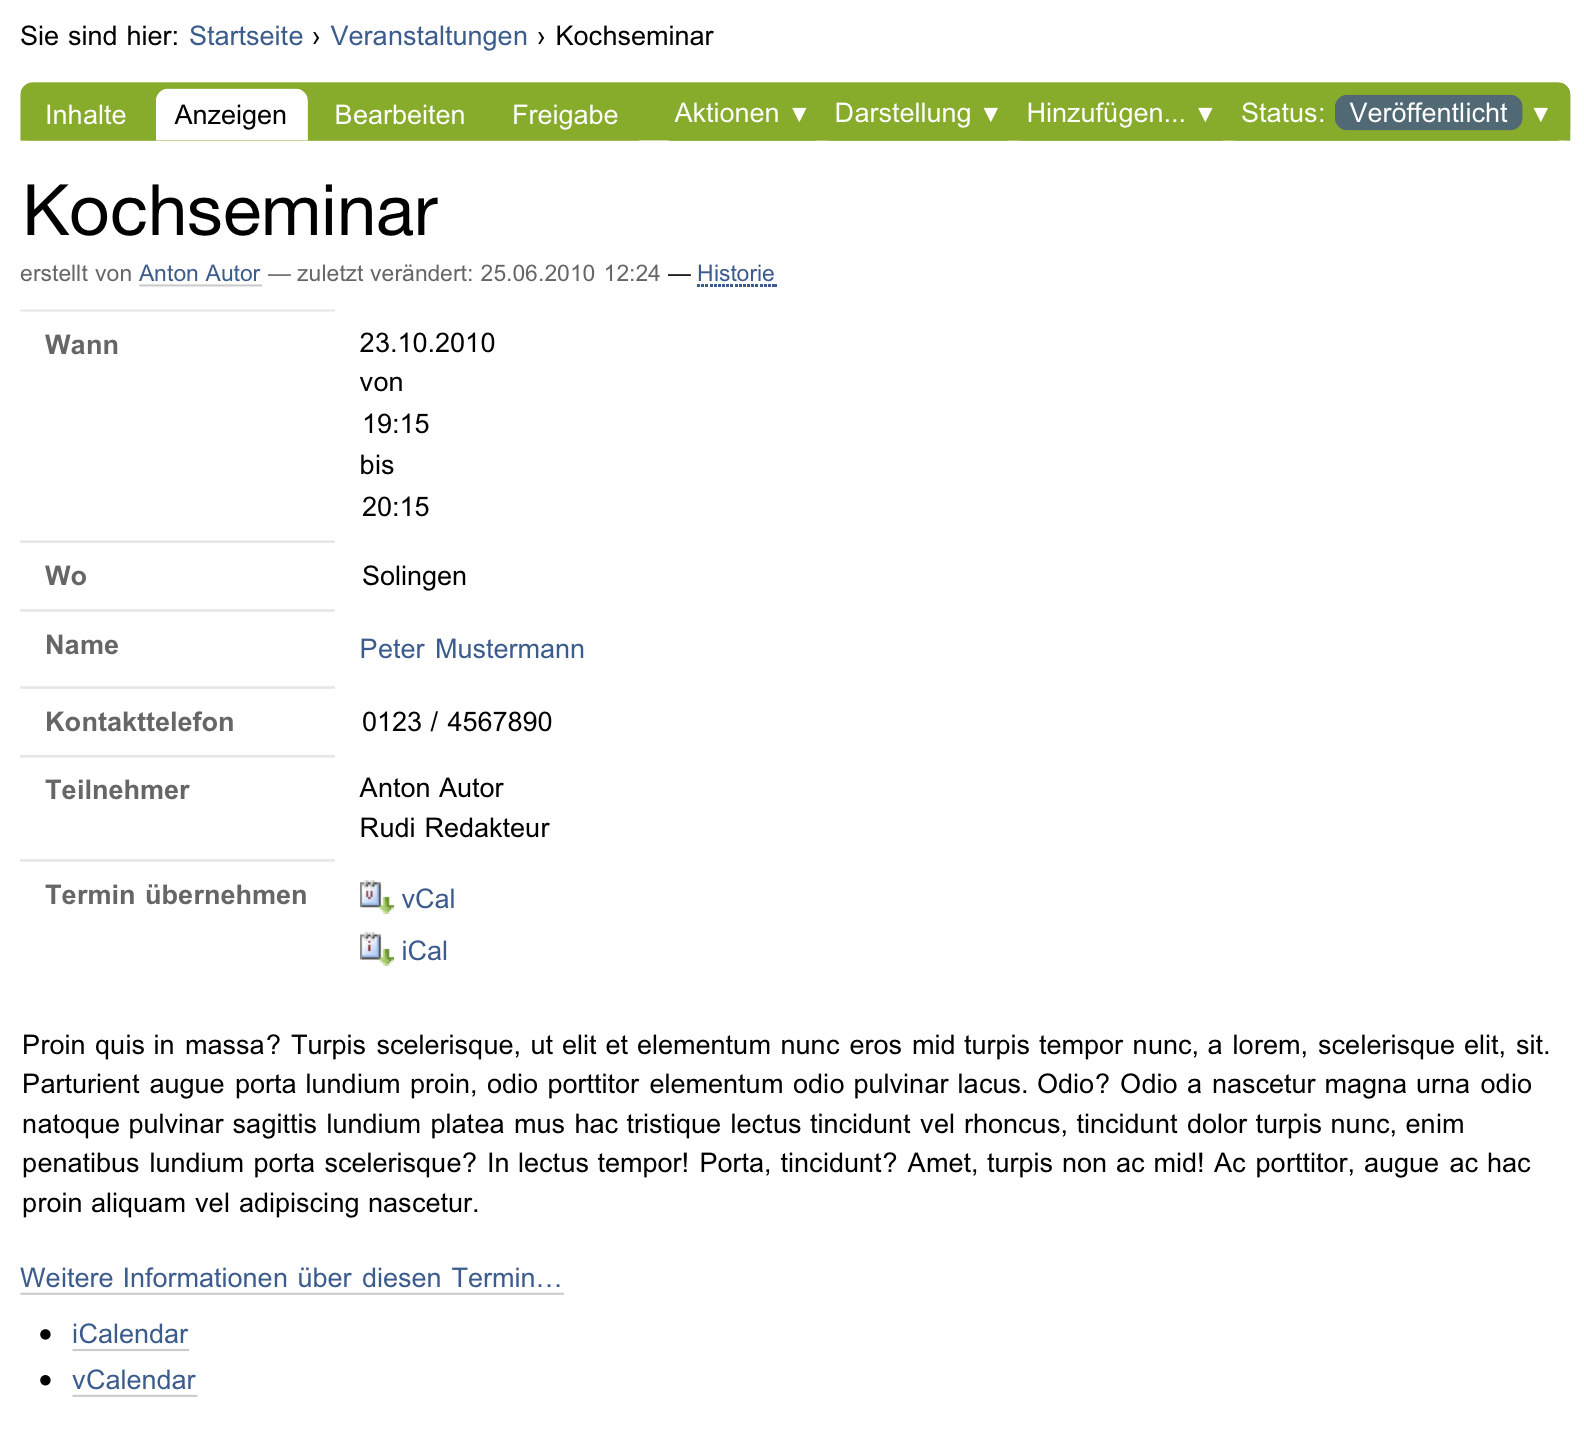 Sie sind hier: Startseite › Veranstaltungen › Kochseminar
Inhalte Anzeigen Bearbeiten Freigabe Aktionen ▼ Darstellung ▼ Hinzufügen... ▼ Status: Veröffentlicht ▼
Kochseminar
erstellt von Anton Autor — zuletzt verändert: 25.06.2010 12:24 — Historie
Wann 23.10.2010
von
19:15
bis
20:15
Wo Solingen
Name Peter Mustermann
Kontakttelefon 0123 / 4567890
Teilnehmer Anton Autor
Rudi Redakteur
Termin übernehmen vCal
iCal
Proin quis in massa? Turpis scelerisque, ut elit et elementum nunc eros mid turpis tempor nunc, a lorem, scelerisque elit, sit.
Parturient augue porta lundium proin, odio porttitor elementum odio pulvinar lacus. Odio? Odio a nascetur magna urna odio
natoque pulvinar sagittis lundium platea mus hac tristique lectus tincidunt vel rhoncus, tincidunt dolor turpis nunc, enim
penatibus lundium porta scelerisque? In lectus tempor! Porta, tincidunt? Amet, turpis non ac mid! Ac porttitor, augue ac hac
proin aliquam vel adipiscing nascetur.
Weitere Informationen über diesen Termin…
• iCalendar
• vCalendar